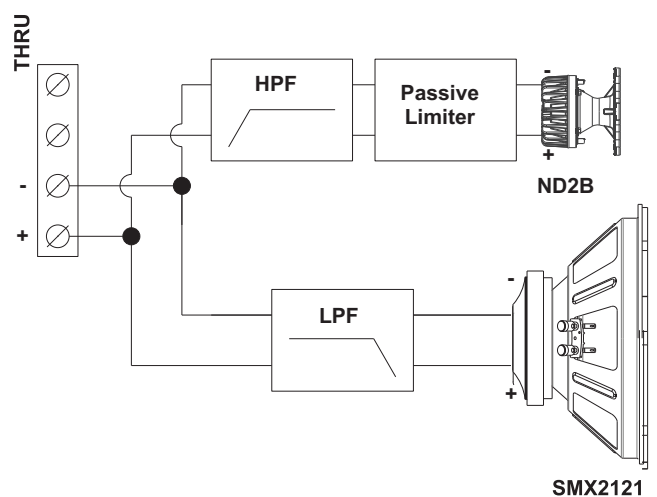 THRU
HPF
Passive
Limiter
-
+
ND2B
-
+
LPF
-
+
SMX2121